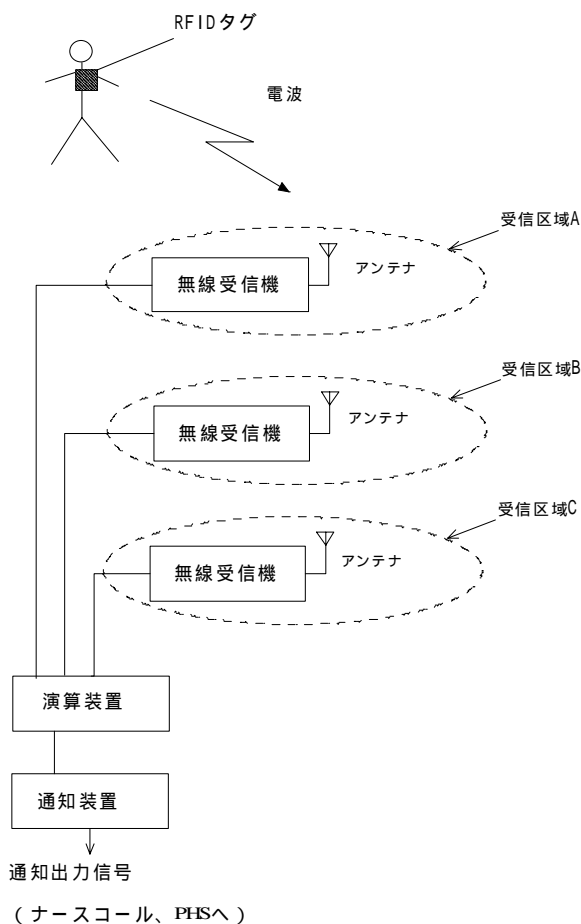 RFIDタグ
電波
受信区域A
アンテナ
無線受信機
受信区域B
アンテナ
無線受信機
受信区域C
アンテナ
無線受信機
演算装置
通知装置
通知出力信号
(ナースコール、PHSへ)